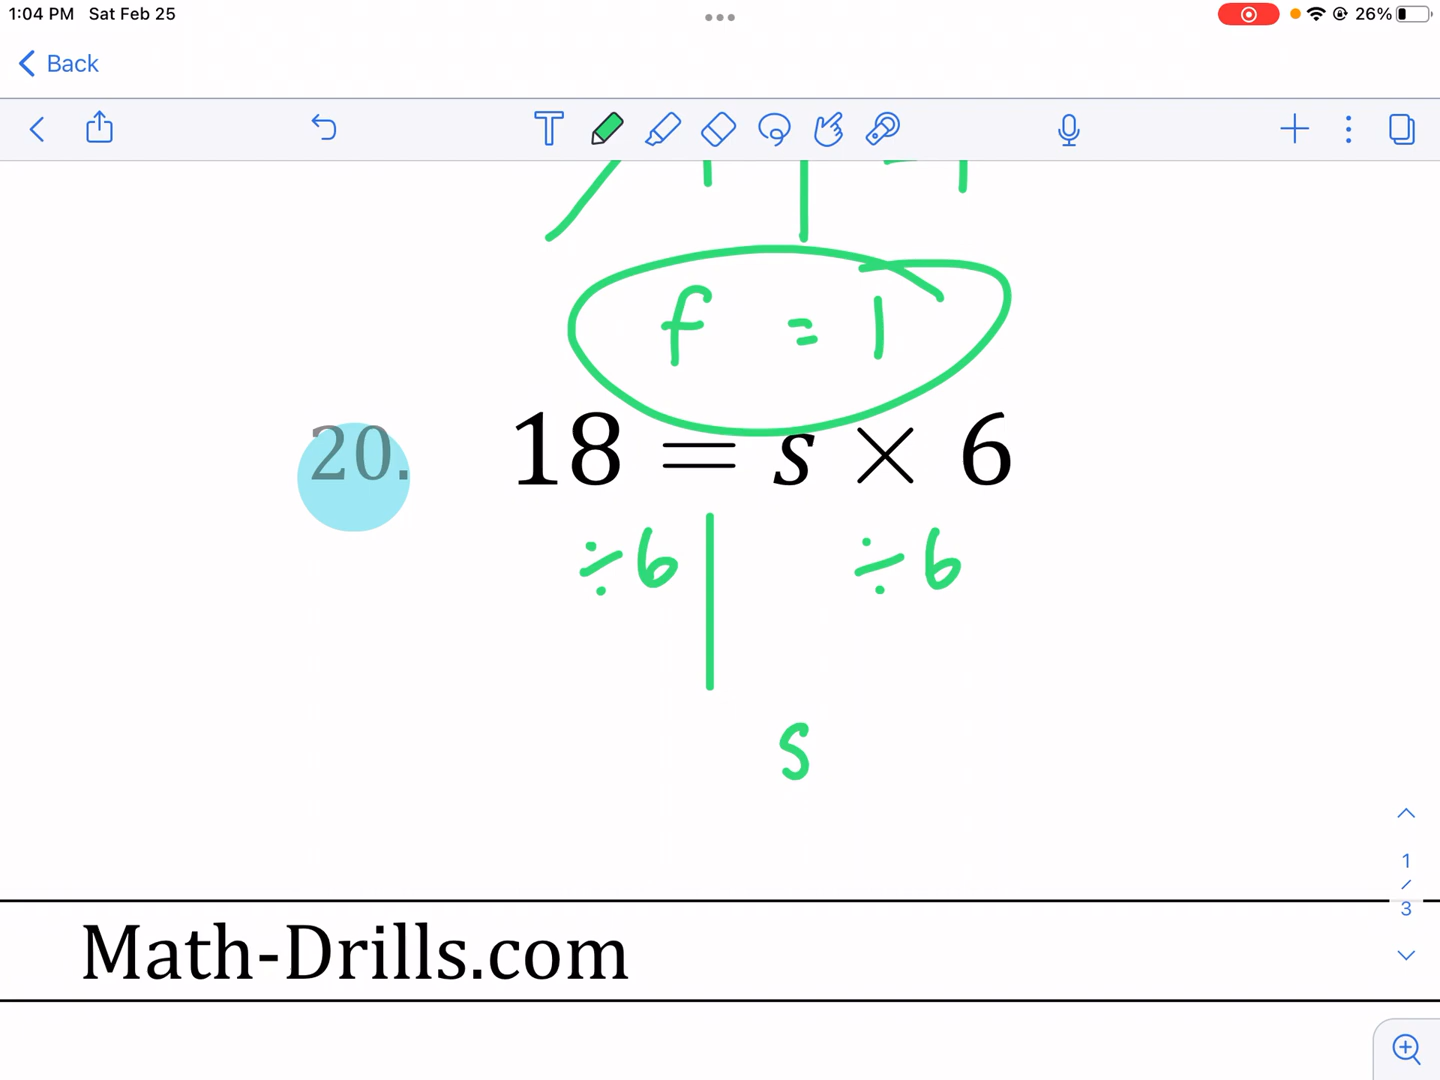 1:04 PM Sat Feb 25
26%
Back
f = 1
20. 18 = s × 6
÷6 ÷6
s
1
/
3
Math-Drills.com